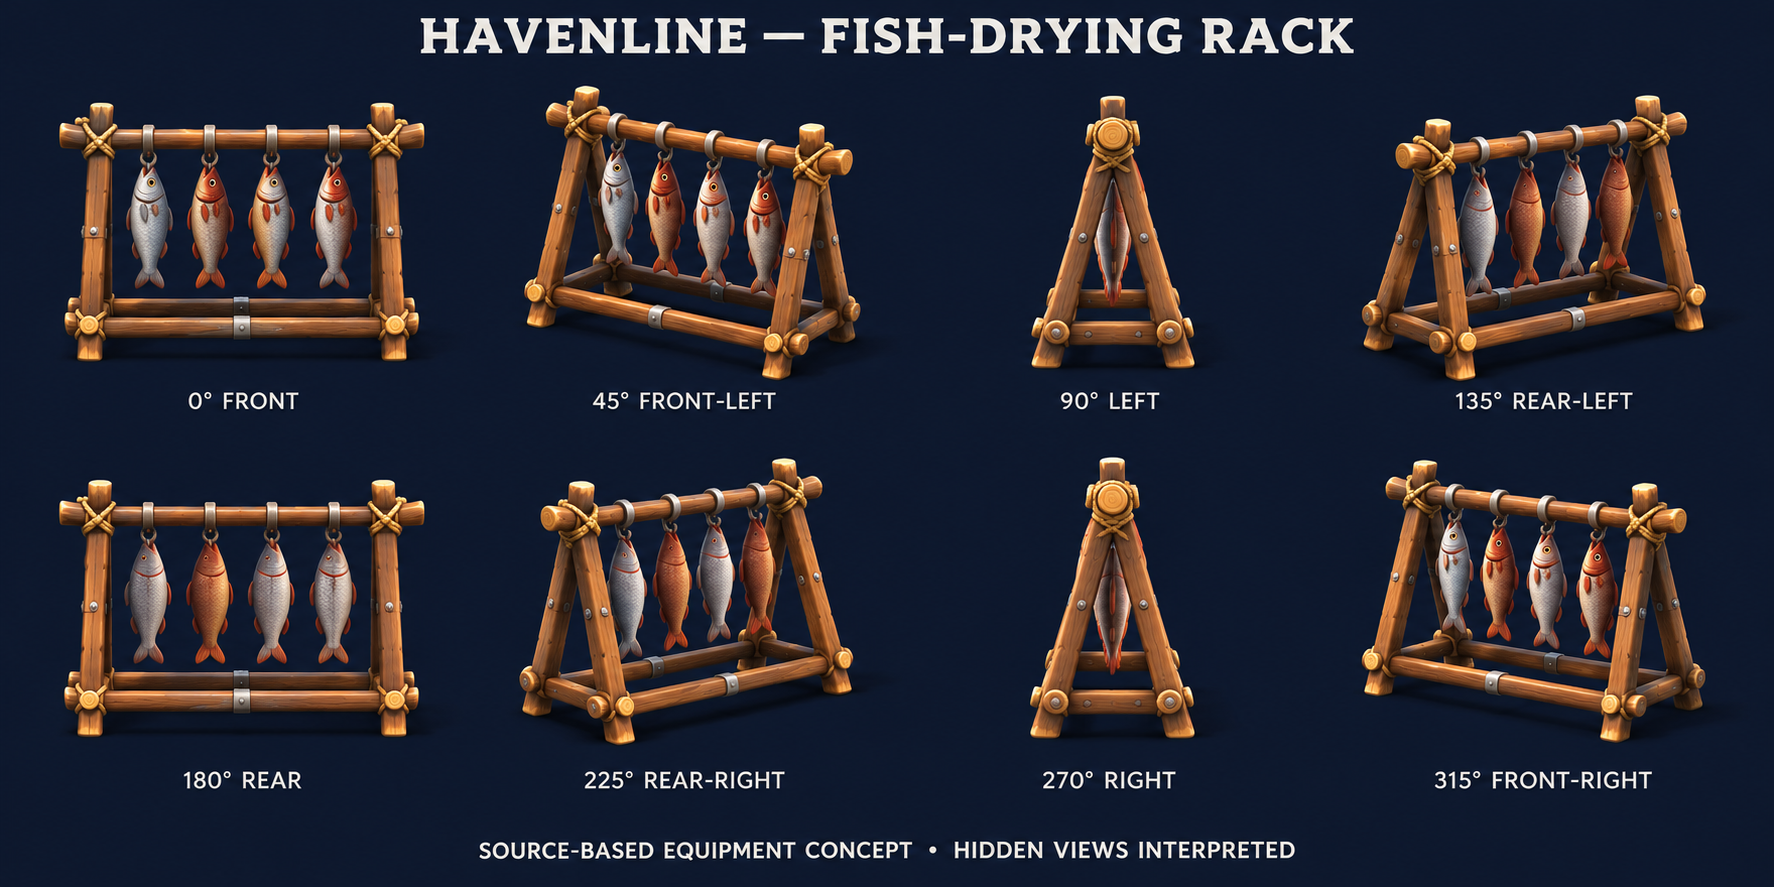 HAVENLINE — FISH-DRYING RACK
0° FRONT
45° FRONT-LEFT
90° LEFT
135° REAR-LEFT
180° REAR
225° REAR-RIGHT
270° RIGHT
315° FRONT-RIGHT
SOURCE-BASED EQUIPMENT CONCEPT • HIDDEN VIEWS INTERPRETED